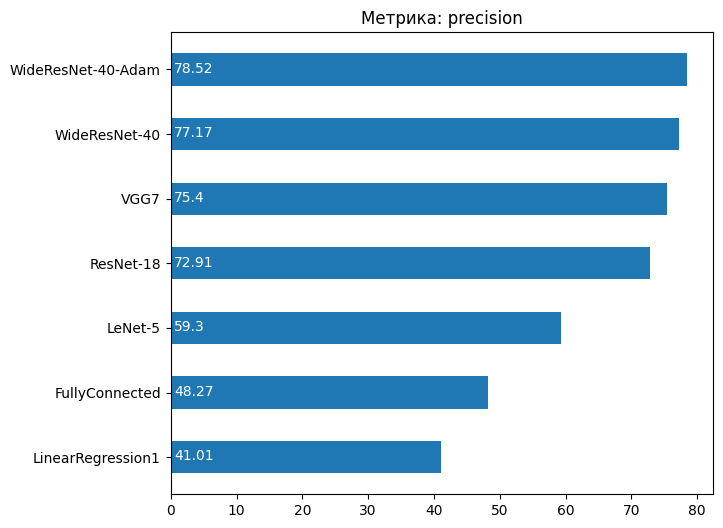 Метрика: precision
WideResNet-40-Adam 78.52
WideResNet-40 77.17
VGG7 75.4
ResNet-18 72.91
LeNet-5 59.3
FullyConnected 48.27
LinearRegression1 41.01
0 10 20 30 40 50 60 70 80